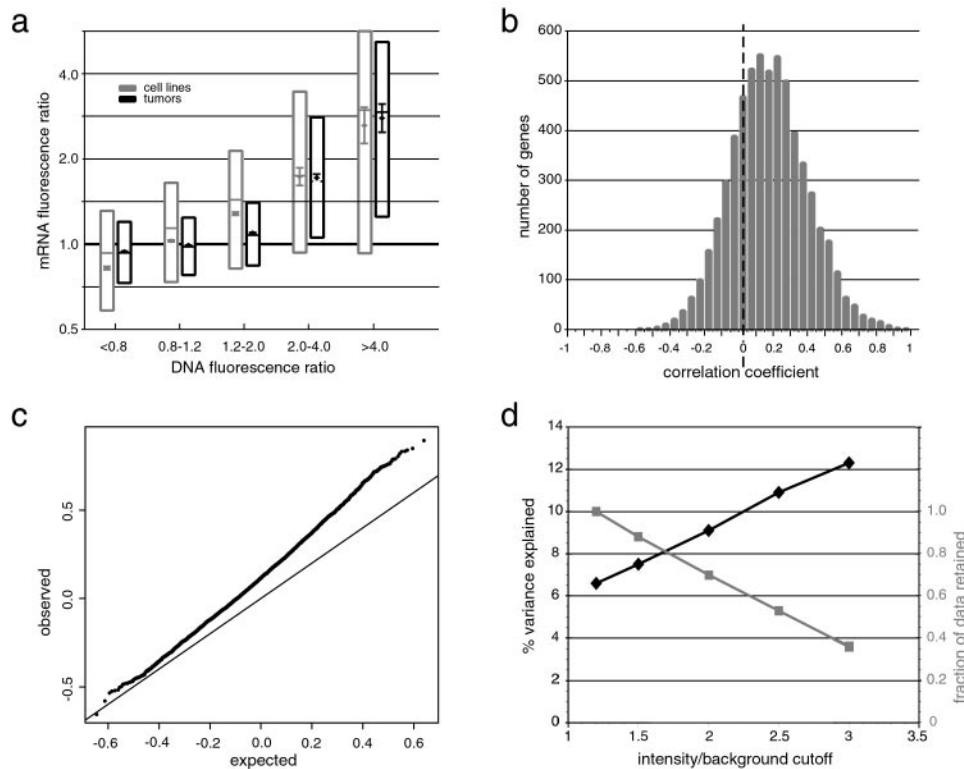 a
4.0
2.0
1.0
0.5
mRNA fluorescence ratio
cell lines
tumors
<0.8 0.8-1.2 1.2-2.0 2.0-4.0 >4.0
DNA fluorescence ratio
b
600
500
400
300
200
100
0
number of genes
-1 -0.8 -0.6 -0.4 -0.2 0 0.2 0.4 0.6 0.8 1
correlation coefficient
c
0.5
0.0
-0.5
observed
-0.6 -0.4 -0.2 0.0 0.2 0.4 0.6
expected
d
14
12
10
8
6
4
2
0
% variance explained
1.0
0.8
0.6
0.4
0.2
0
fraction of data retained
1 1.5 2 2.5 3 3.5
intensity/background cutoff